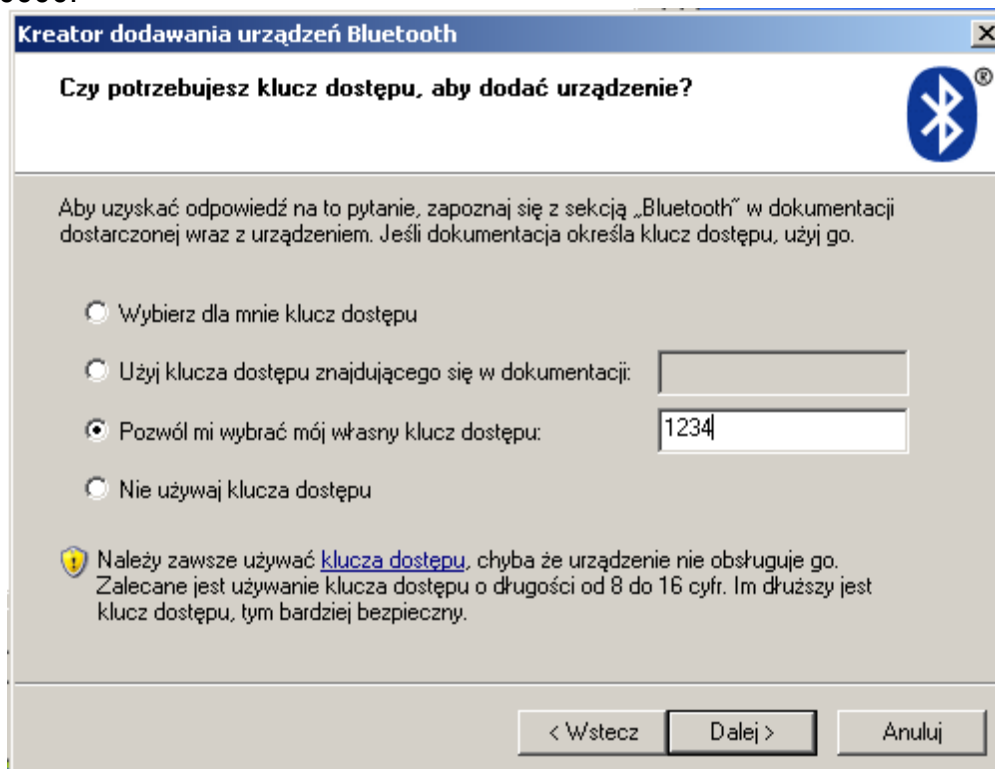 Kreator dodawania urządzeń Bluetooth
Czy potrzebujesz klucz dostępu, aby dodać urządzenie?
®
Aby uzyskać odpowiedź na to pytanie, zapoznaj się z sekcją „Bluetooth” w dokumentacji
dostarczonej wraz z urządzeniem. Jeśli dokumentacja określa klucz dostępu, użyj go.
Wybierz dla mnie klucz dostępu
Użyj klucza dostępu znajdującego się w dokumentacji:
Pozwól mi wybrać mój własny klucz dostępu: 1234
Nie używaj klucza dostępu
Należy zawsze używać klucza dostępu, chyba że urządzenie nie obsługuje go.
Zalecane jest używanie klucza dostępu o długości od 8 do 16 cyfr. Im dłuższy jest
klucz dostępu, tym bardziej bezpieczny.
< Wstecz Dalej > Anuluj